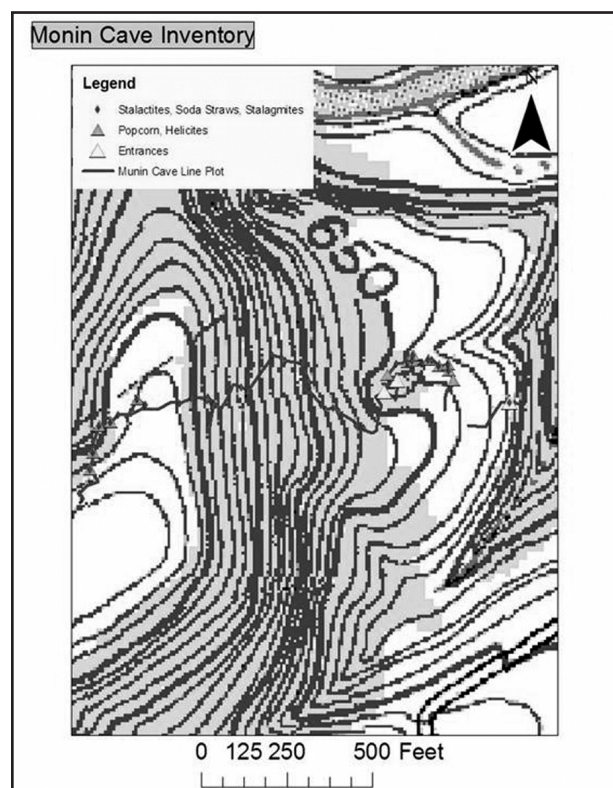 Monin Cave Inventory
Legend
Stalactites, Soda Straws, Stalagmites
Popcorn, Helicites
Entrances
Munin Cave Line Plot
N
650
0 125 250 500 Feet